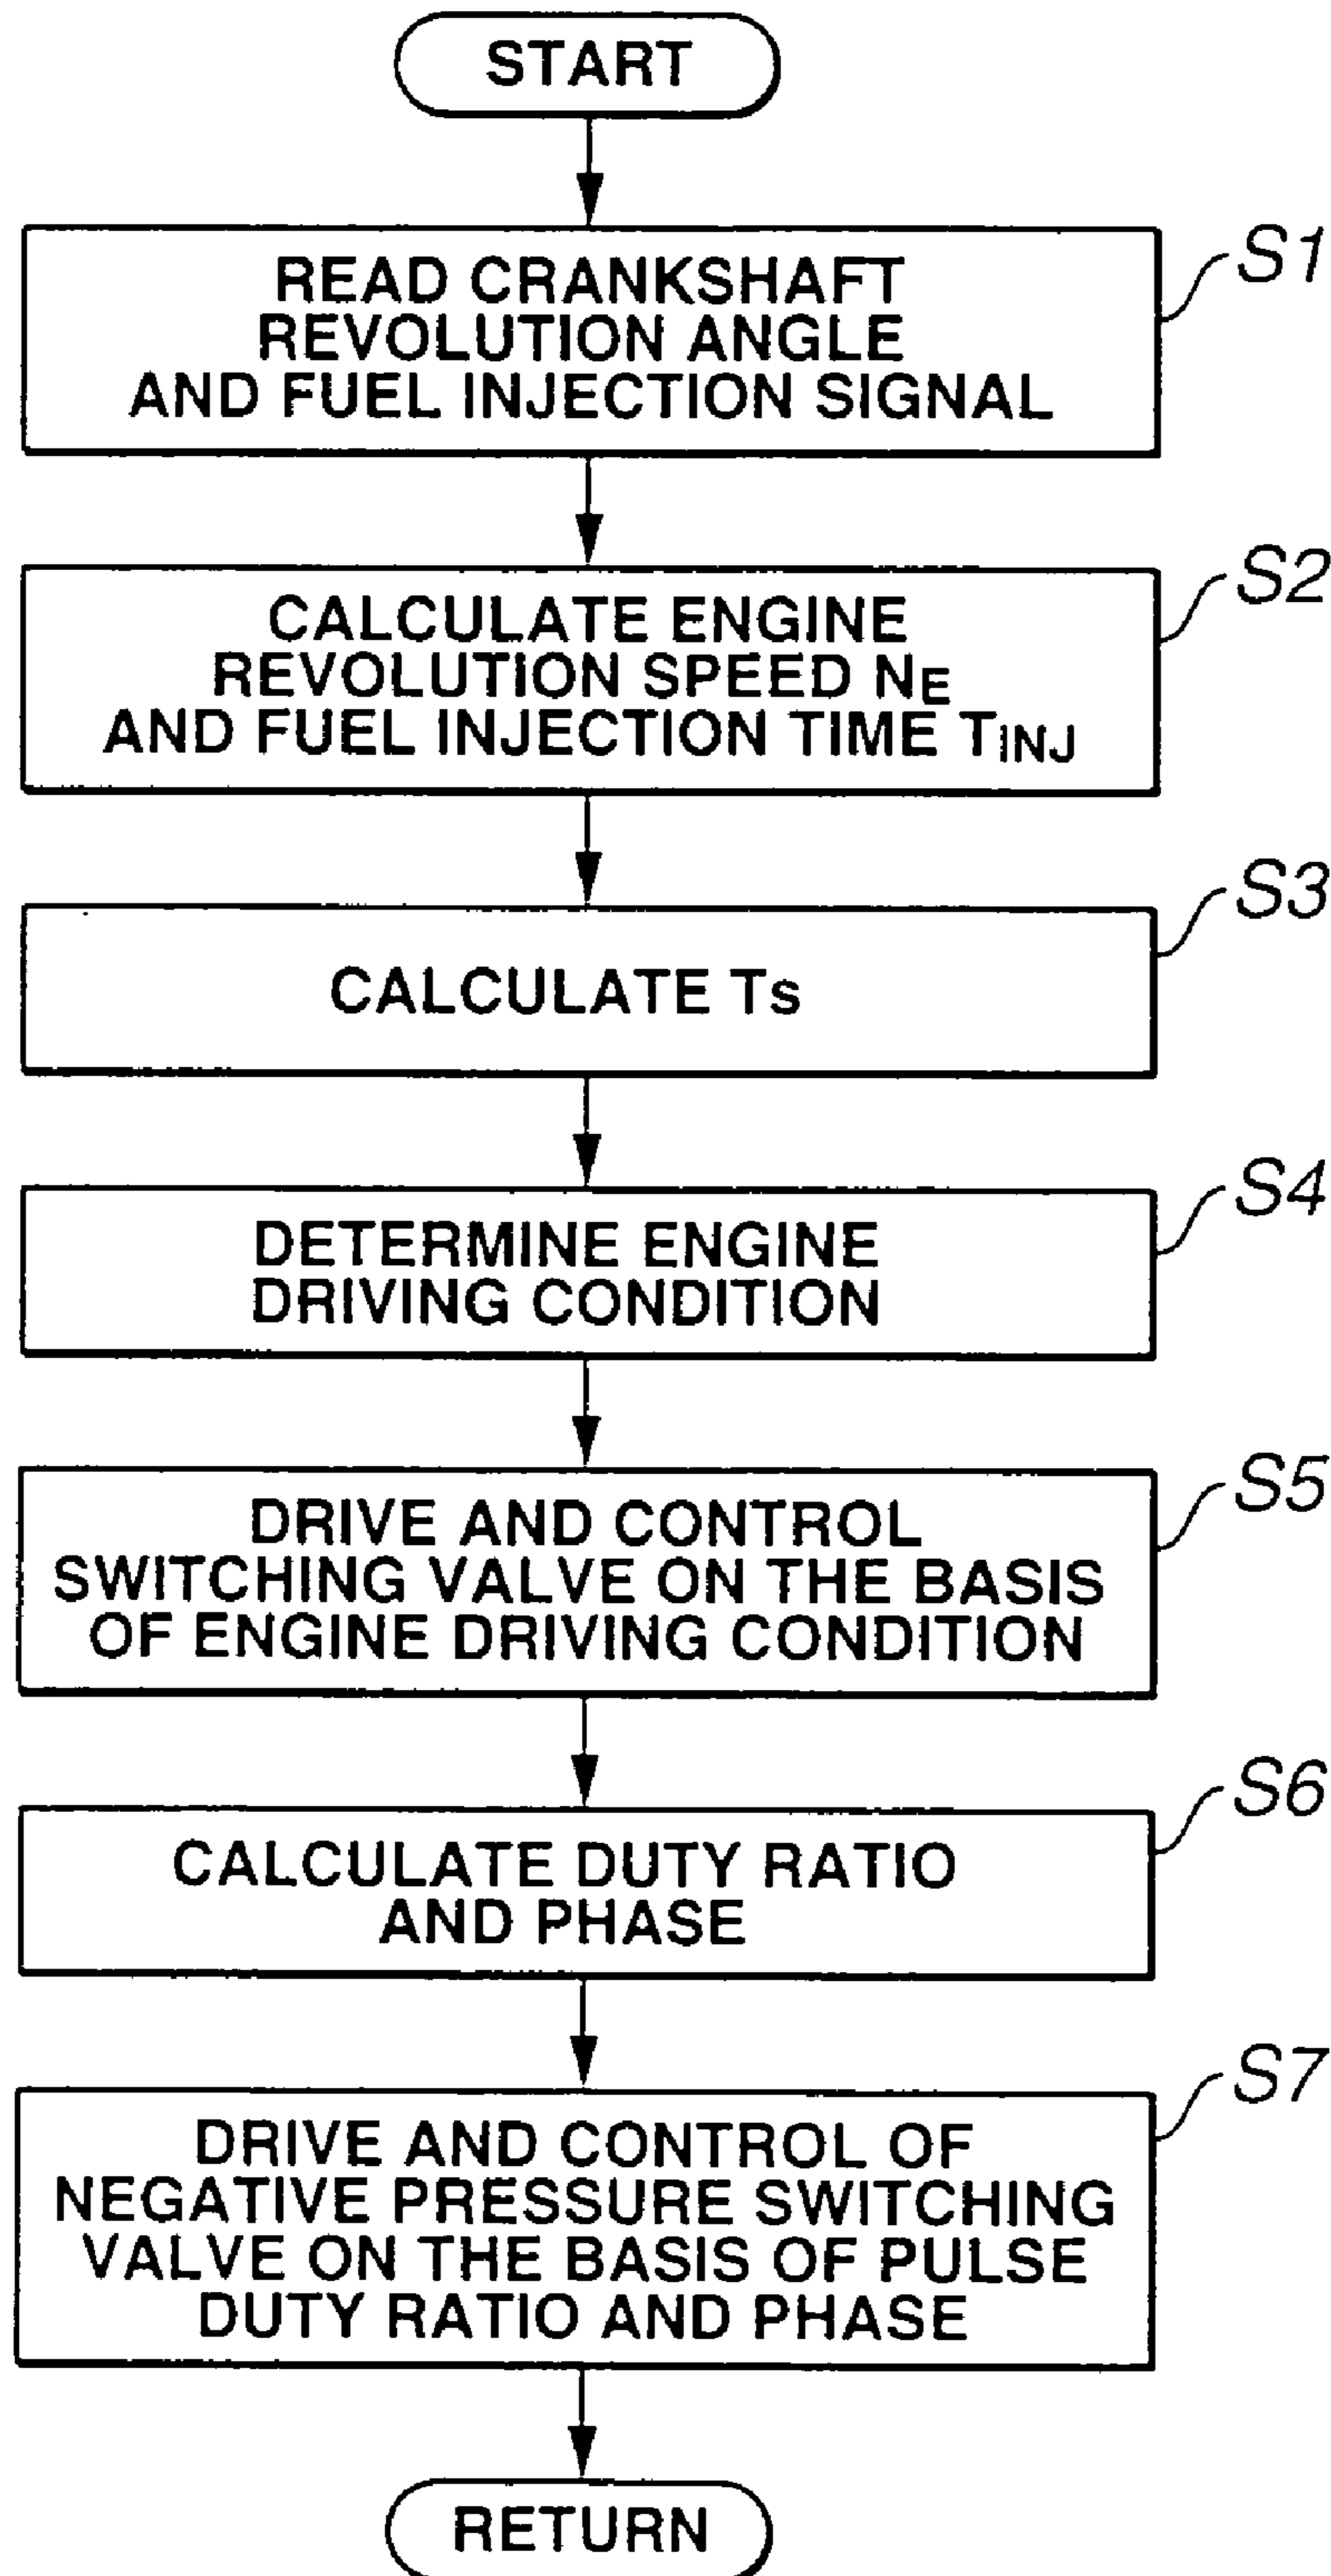 START
READ CRANKSHAFT
REVOLUTION ANGLE
AND FUEL INJECTION SIGNAL
S1
CALCULATE ENGINE
REVOLUTION SPEED NE
AND FUEL INJECTION TIME TINJ
S2
CALCULATE Ts
S3
DETERMINE ENGINE
DRIVING CONDITION
S4
DRIVE AND CONTROL
SWITCHING VALVE ON THE BASIS
OF ENGINE DRIVING CONDITION
S5
CALCULATE DUTY RATIO
AND PHASE
S6
DRIVE AND CONTROL OF
NEGATIVE PRESSURE SWITCHING
VALVE ON THE BASIS OF PULSE
DUTY RATIO AND PHASE
S7
RETURN